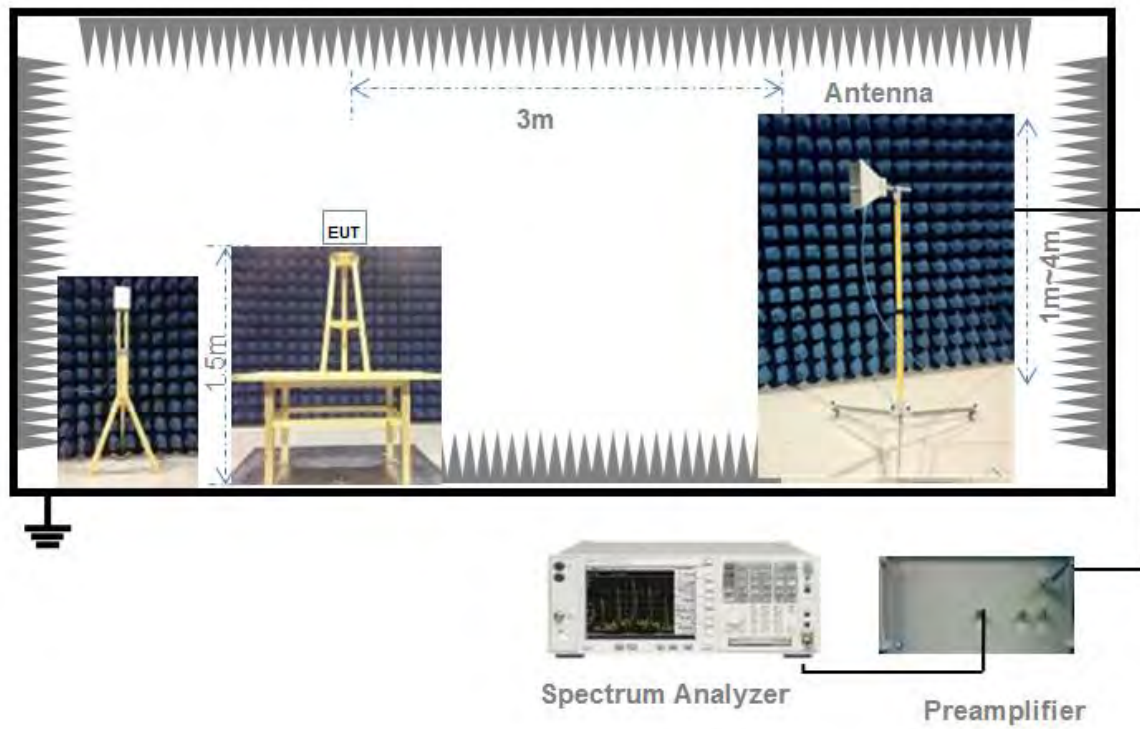 Antenna
3m
EUT
1.5m
1m~4m
Spectrum Analyzer
Preamplifier